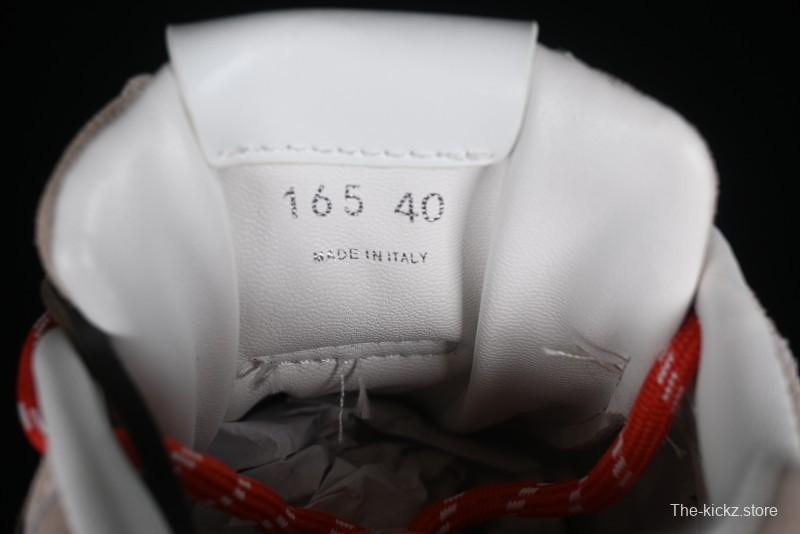 165 40
MADE IN ITALY
The-kickz.store